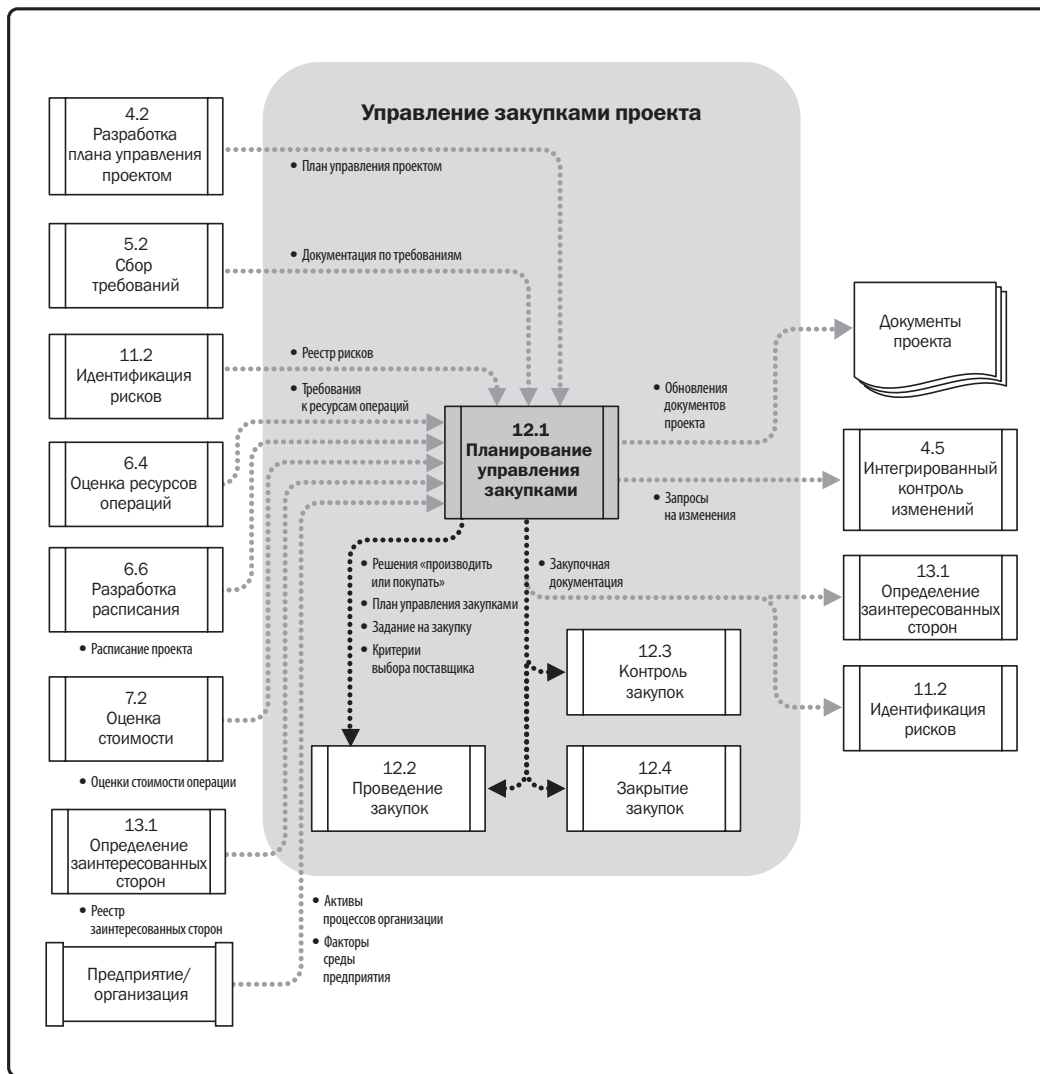 Управление закупками проекта
4.2
Разработка
плана управления
проектом
• План управления проектом
5.2
Сбор
требований
• Документация по требованиям
11.2
Идентификация
рисков
• Реестр рисков
• Требования
к ресурсам операций
6.4
Оценка ресурсов
операций
6.6
Разработка
расписания
• Расписание проекта
7.2
Оценка
стоимости
• Оценки стоимости операции
13.1
Определение
заинтересованных
сторон
• Реестр
заинтересованных сторон
Предприятие/
организация
• Активы
процессов организации
• Факторы
среды
предприятия
12.1
Планирование
управления
закупками
• Решения «производить
или покупать»
• План управления закупками
• Задание на закупку
• Критерии
выбора поставщика
• Закупочная
документация
12.2
Проведение
закупок
12.3
Контроль
закупок
12.4
Закрытие
закупок
• Обновления
документов
проекта
• Запросы
на изменения
Документы
проекта
4.5
Интегрированный
контроль
изменений
13.1
Определение
заинтересованных
сторон
11.2
Идентификация
рисков